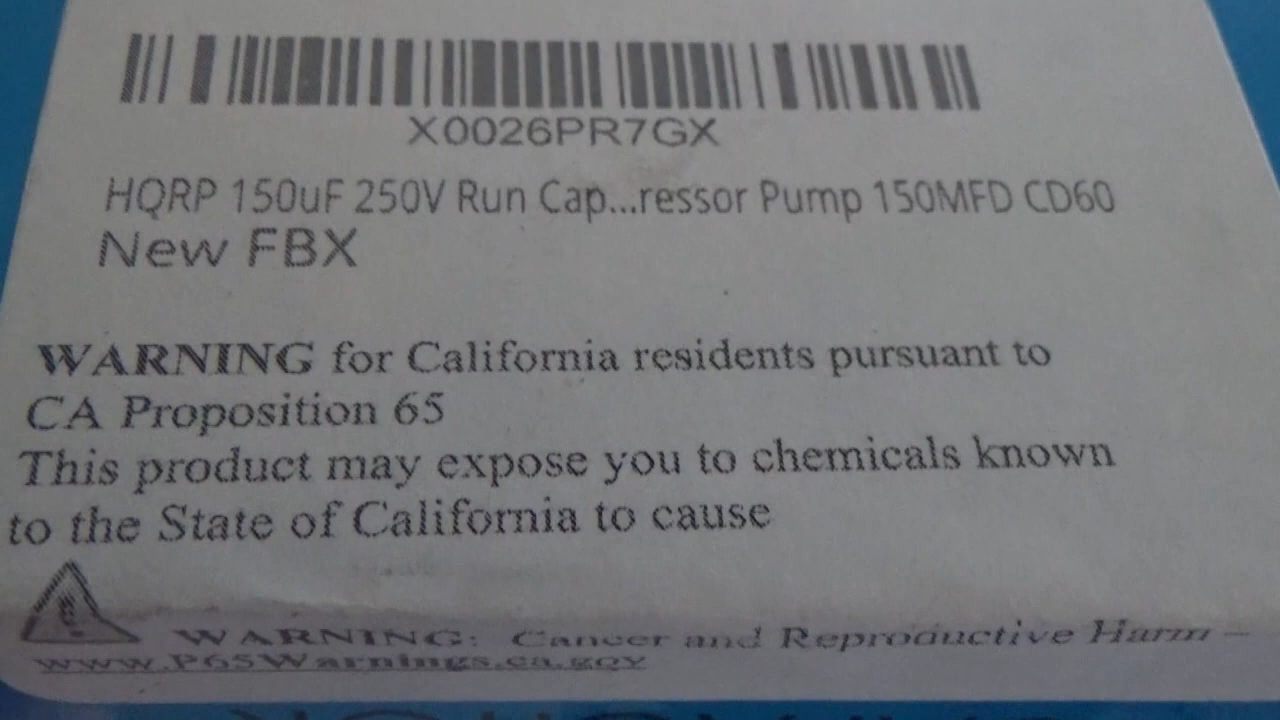 X0026PR7GX
HQRP 150uF 250V Run Cap...ressor Pump 150MFD CD60
New FBX
WARNING for California residents pursuant to
CA Proposition 65
This product may expose you to chemicals known
to the State of California to cause
WARNING: Cancer and Reproductive Harm –
www.P65Warnings.ca.gov